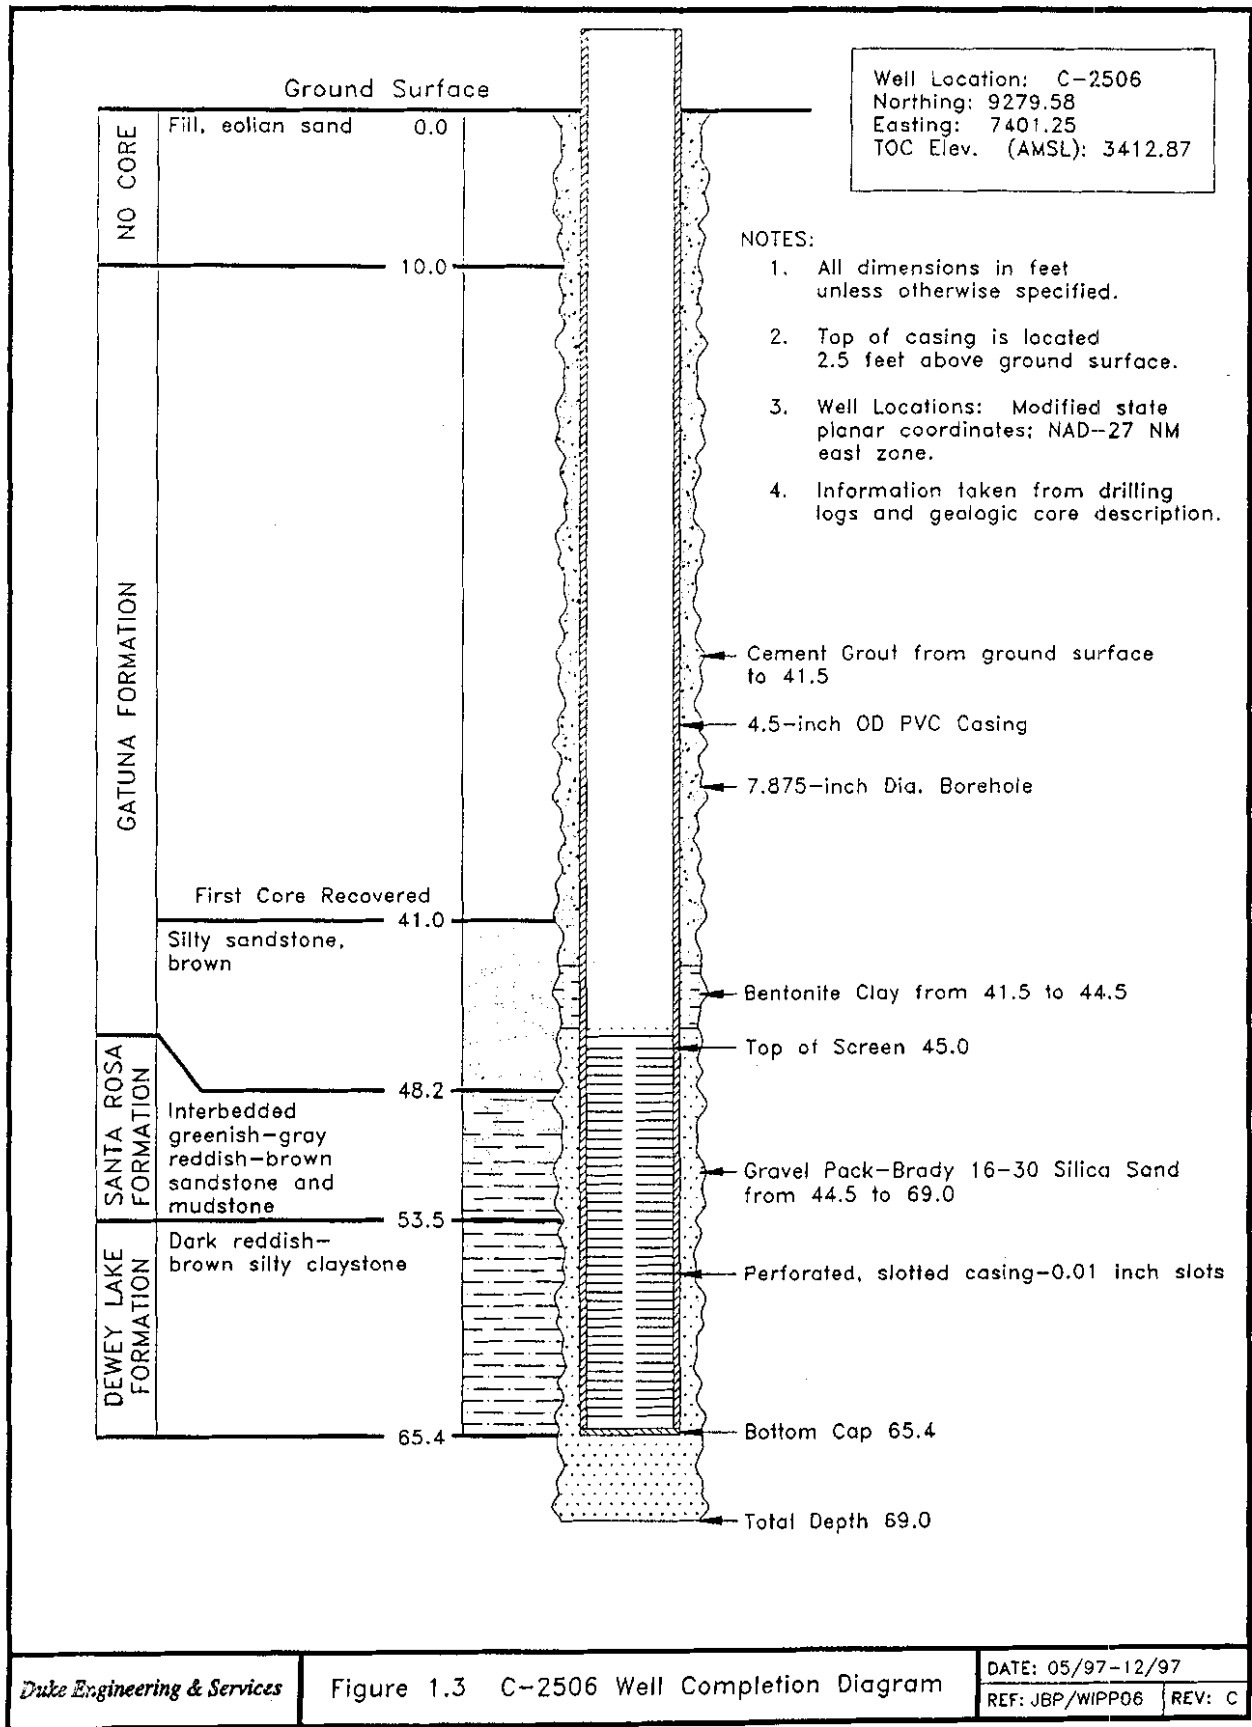 Well Location: C-2506
Northing: 9279.58
Easting: 7401.25
TOC Elev. (AMSL): 3412.87
Ground Surface
Fill, eolian sand 0.0
NO CORE
10.0
NOTES:
1. All dimensions in feet
unless otherwise specified.
2. Top of casing is located
2.5 feet above ground surface.
3. Well Locations: Modified state
planar coordinates; NAD-27 NM
east zone.
4. Information taken from drilling
logs and geologic core description.
GATUNA FORMATION
Cement Grout from ground surface
to 41.5
4.5-inch OD PVC Casing
7.875-inch Dia. Borehole
First Core Recovered
41.0
Silty sandstone,
brown
Bentonite Clay from 41.5 to 44.5
Top of Screen 45.0
SANTA ROSA
FORMATION
48.2
Interbedded
greenish-gray
reddish-brown
sandstone and
mudstone
Gravel Pack-Brady 16-30 Silica Sand
from 44.5 to 69.0
53.5
DEWEY LAKE
FORMATION
Dark reddish-
brown silty claystone
Perforated, slotted casing-0.01 inch slots
65.4
Bottom Cap 65.4
Total Depth 69.0
Duke Engineering & Services
Figure 1.3 C-2506 Well Completion Diagram
DATE: 05/97-12/97
REF: JBP/WIPP06 REV: C